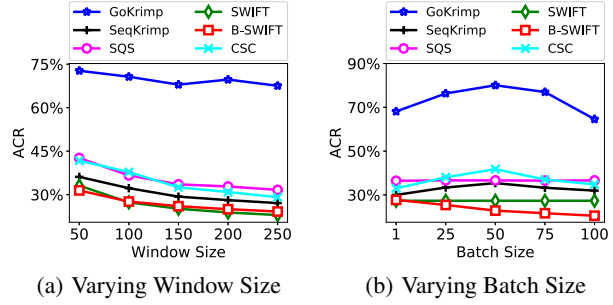 GoKrimp SWIFT
SeqKrimp B-SWIFT
SQS CSC
75%
60%
45%
30%
ACR
50 100 150 200 250
Window Size
(a) Varying Window Size
GoKrimp SWIFT
SeqKrimp B-SWIFT
SQS CSC
90%
70%
50%
30%
ACR
1 25 50 75 100
Batch Size
(b) Varying Batch Size